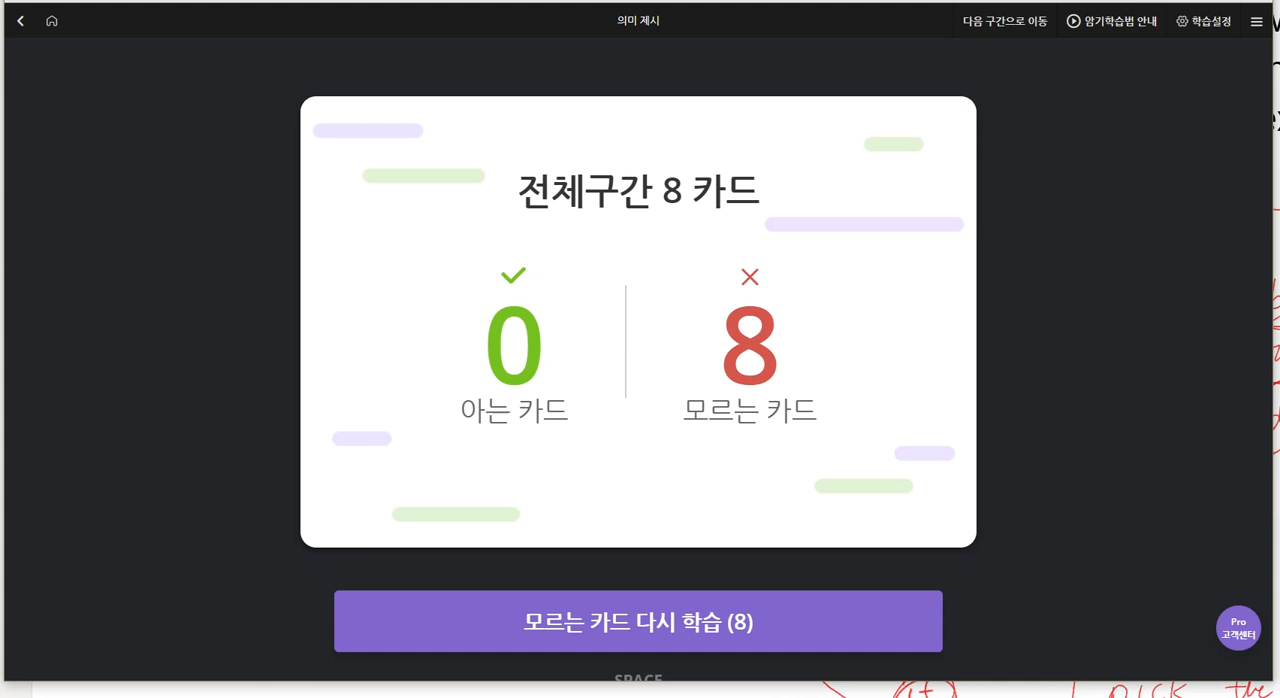 의미 제시
다음 구간으로 이동
암기학습법 안내
학습설정
전체구간 8 카드
0
8
아는 카드
모르는 카드
모르는 카드 다시 학습 (8)
Pro
고객센터
SPACE
pick the